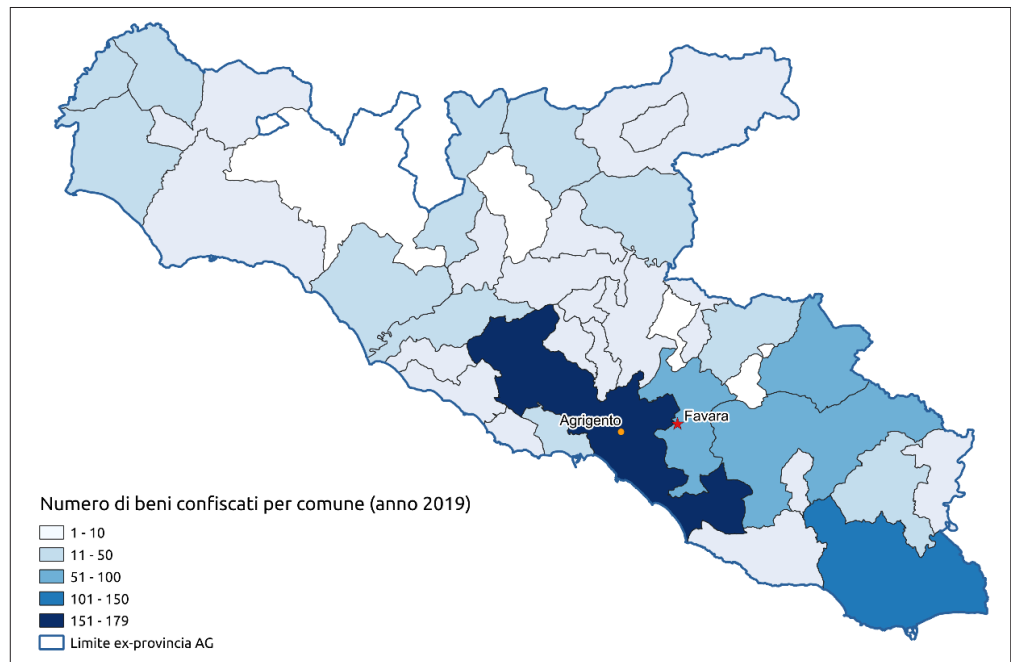 Agrigento
Favara
Numero di beni confiscati per comune (anno 2019)
1 - 10
11 - 50
51 - 100
101 - 150
151 - 179
Limite ex-provincia AG